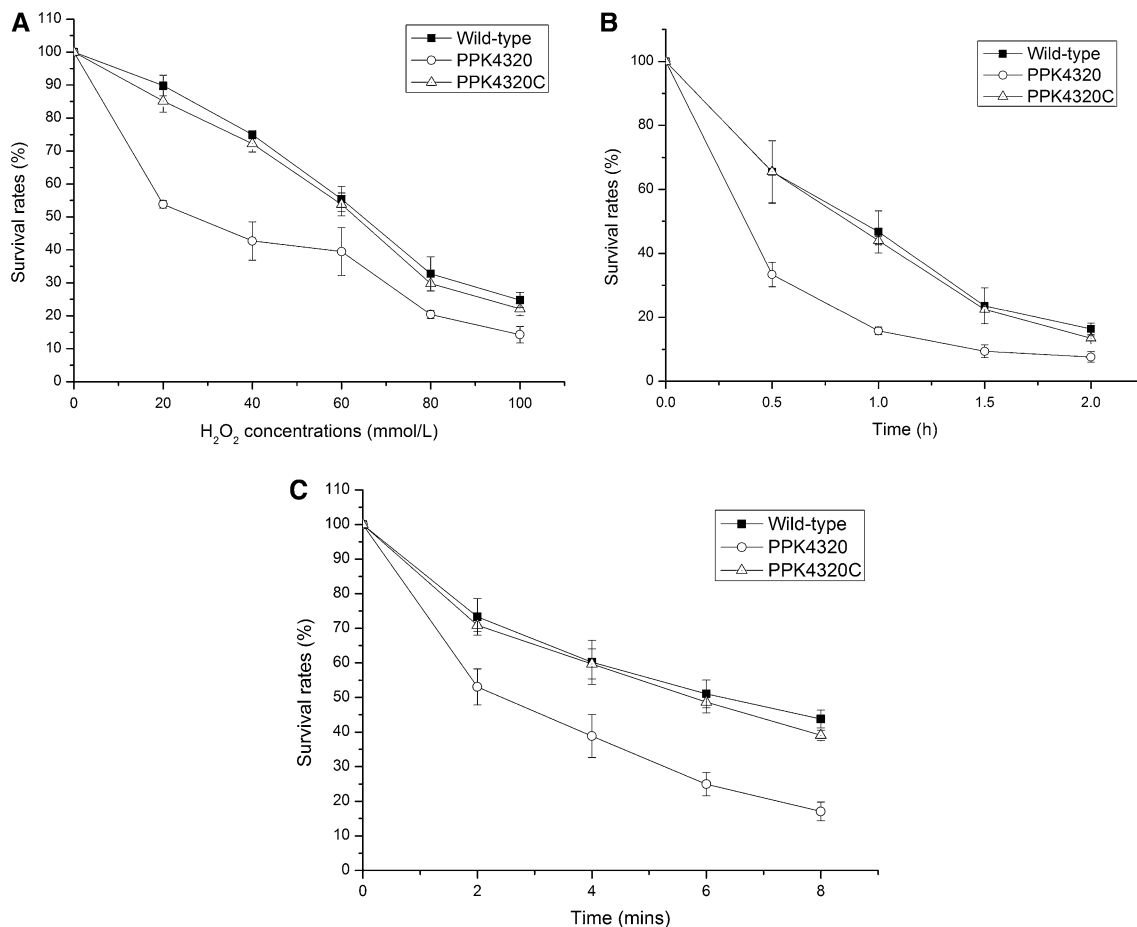 A
Wild-type
PPK4320
PPK4320C
110
100
90
80
70
60
50
40
30
20
10
0
Survival rates (%)
0 20 40 60 80 100
H₂O₂ concentrations (mmol/L)
B
Wild-type
PPK4320
PPK4320C
100
80
60
40
20
0
Survival rates (%)
0.0 0.5 1.0 1.5 2.0
Time (h)
C
Wild-type
PPK4320
PPK4320C
110
100
90
80
70
60
50
40
30
20
10
0
Survival rates (%)
0 2 4 6 8
Time (mins)